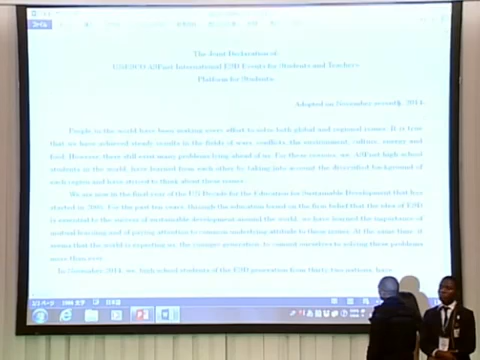 The Joint Declaration of
UNESCO ASPnet International ESD Events for Students and Teachers
Platform for Students
Adopted on November 2014
People in the world have been making every effort to solve both global and regional issues. It is true
that we have achieved steady results in the fields of wars, conflicts, the environment, culture, energy and
food. However, there still exist many problems lying ahead of us. For these reasons, we ASPnet high school
students in the world, have learned from each other by taking into account the diversified background of
each region and have strived to think about these issues.
We are now in the final year of the UN Decade for the Education for Sustainable Development that was
started in 2005. For the past ten years, through the education based on the firm belief that the idea of ESD
is essential to the success of sustainable development around the world, we have learned the importance of
mutual learning and of paying attention to common underlying attitude to these issues. At the same time, it
seems that the world is expecting us, the younger generation, to commit ourselves to solving these problems
more than ever.
In November 2014, we, high school students of the ESD generation from thirty two nations, have